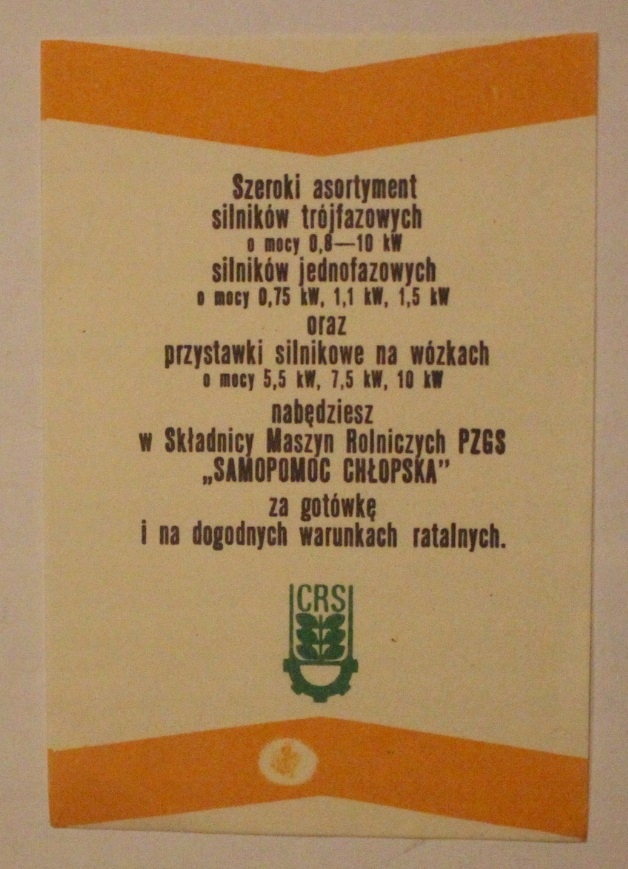 Szeroki asortyment
silników trójfazowych
o mocy 0,8—10 kW
silników jednofazowych
o mocy 0,75 kW, 1,1 kW, 1,5 kW
oraz
przystawki silnikowe na wózkach
o mocy 5,5 kW, 7,5 kW, 10 kW
nabędziesz
w Składnicy Maszyn Rolniczych PZGS
„SAMOPOMOC CHŁOPSKA”
za gotówkę
i na dogodnych warunkach ratalnych.
CRS